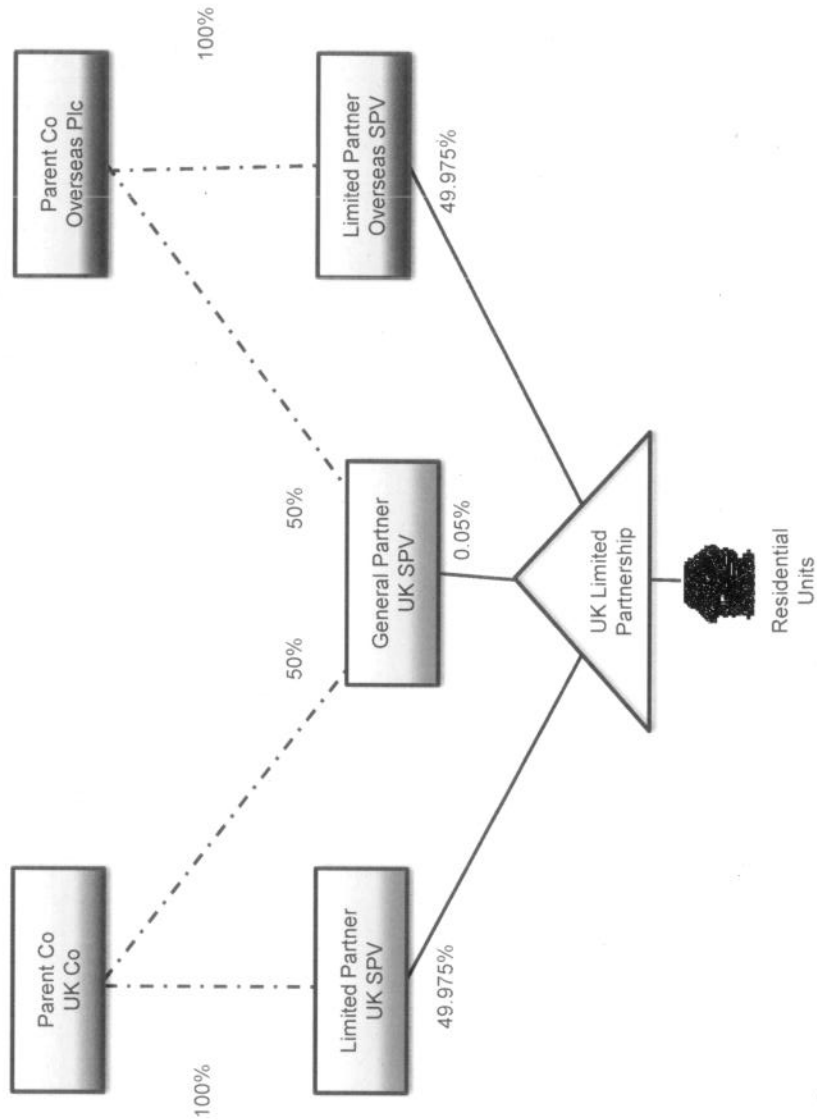 Parent Co
UK Co
Parent Co
Overseas Plc
100%
100%
50%
50%
Limited Partner
UK SPV
General Partner
UK SPV
Limited Partner
Overseas SPV
49.975%
0.05%
49.975%
UK Limited
Partnership
Residential
Units